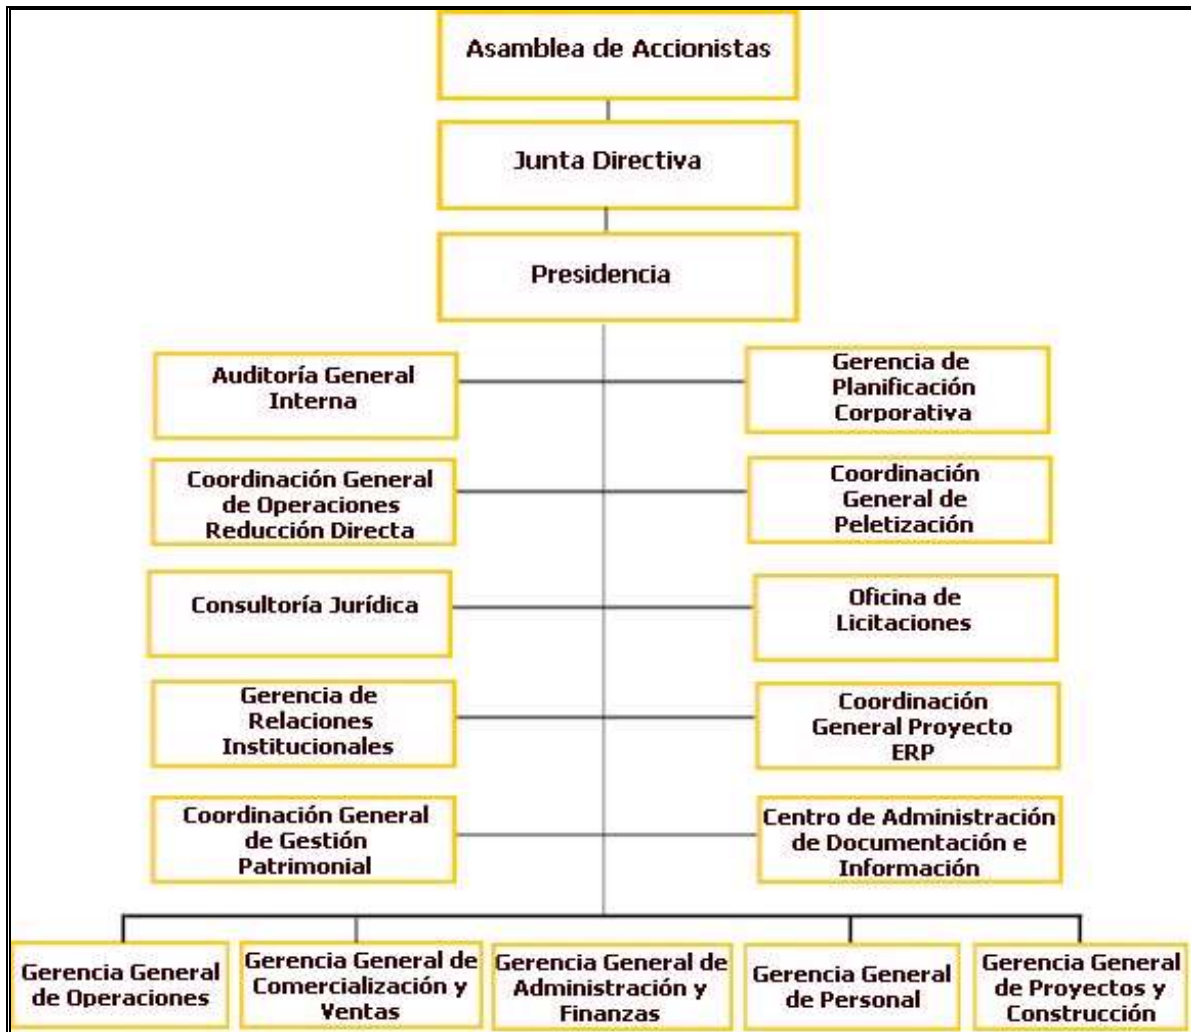 Asamblea de Accionistas
Junta Directiva
Presidencia
Auditoría General
Interna
Gerencia de
Planificación
Corporativa
Coordinación General
de Operaciones
Reducción Directa
Coordinación
General de
Peletización
Consultoría Jurídica
Oficina de
Licitaciones
Gerencia de
Relaciones
Institucionales
Coordinación
General Proyecto
ERP
Coordinación General
de Gestión
Patrimonial
Centro de Administración
de Documentación e
Información
Gerencia General
de Operaciones
Gerencia General de
Comercialización y
Ventas
Gerencia General de
Administración y
Finanzas
Gerencia General
de Personal
Gerencia General
de Proyectos y
Construcción